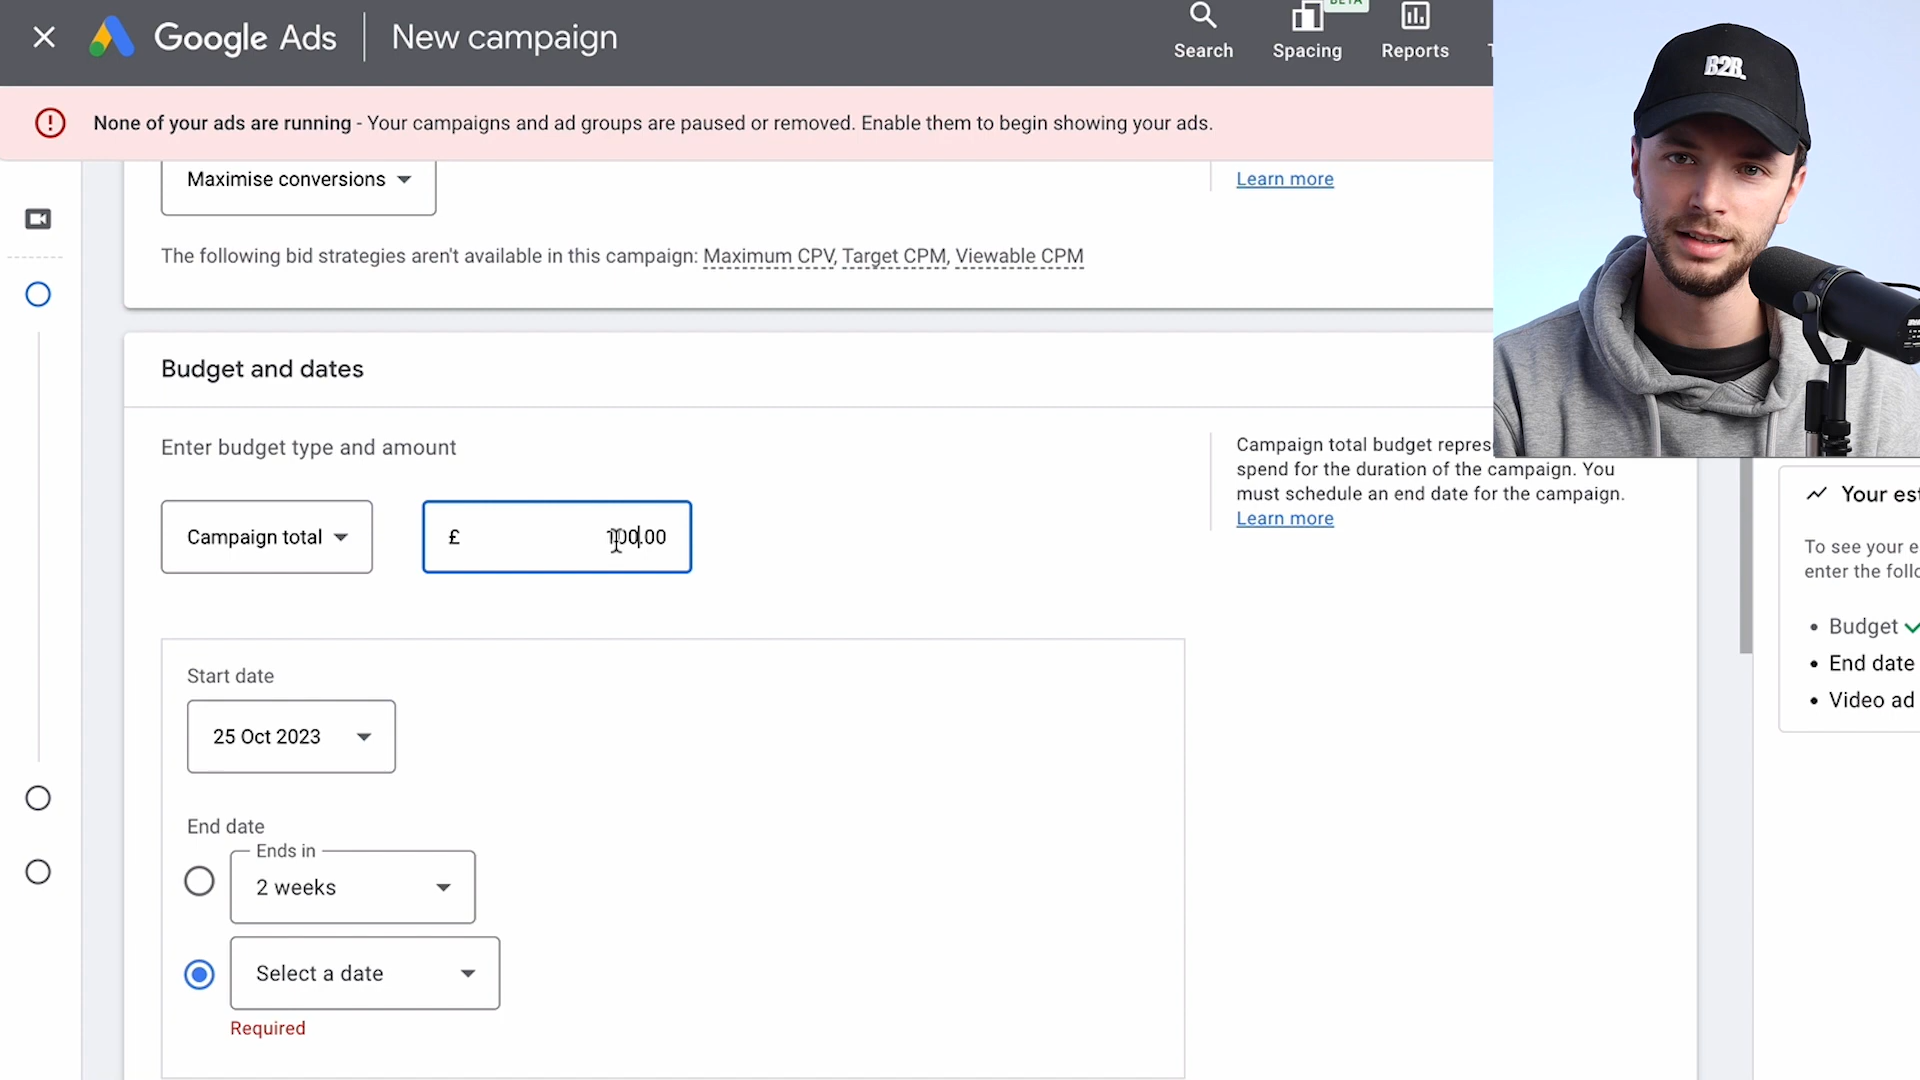 Google Ads
New campaign
Search
Spacing
Reports
None of your ads are running - Your campaigns and ad groups are paused or removed. Enable them to begin showing your ads.
Maximise conversions
Learn more
The following bid strategies aren't available in this campaign: Maximum CPV, Target CPM, Viewable CPM
B2B.
Budget and dates
Enter budget type and amount
Campaign total
£ 100.00
Campaign total budget
spend for the duration of the campaign. You
must schedule an end date for the campaign.
Learn more
Start date
25 Oct 2023
End date
Ends in
2 weeks
Select a date
Required
Your
To see your
enter the
• Budget
• End date
• Video ad